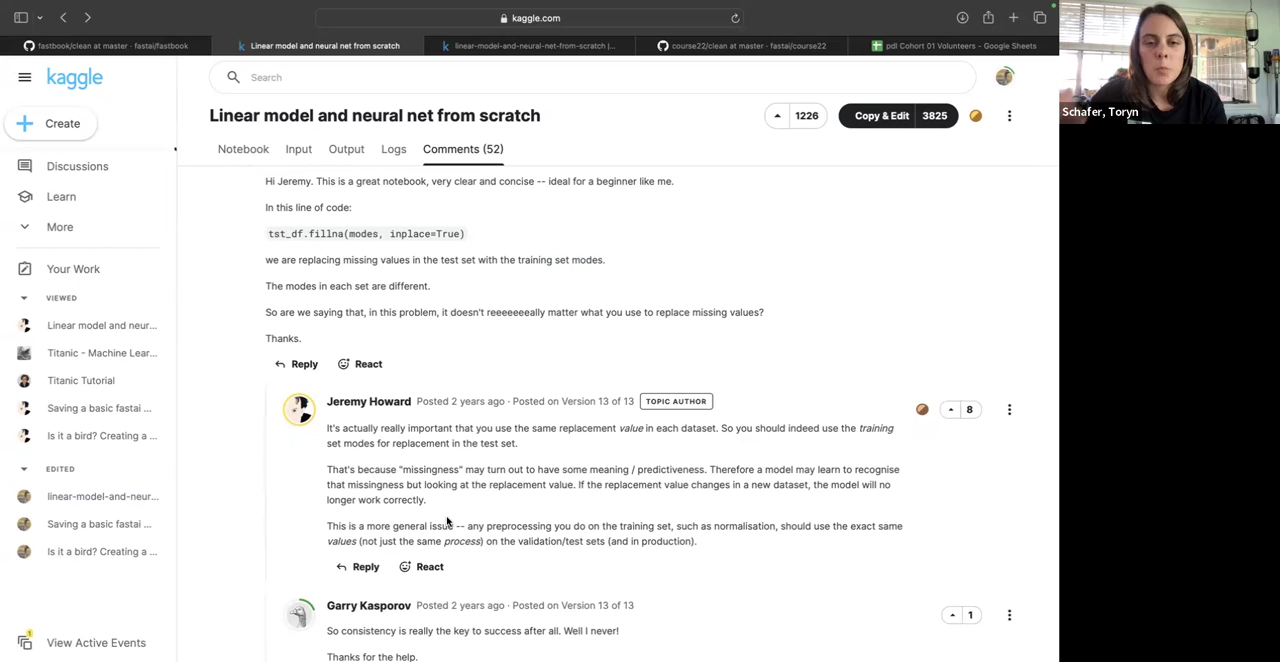 kaggle.com
fastbook/clean at master · fastai/fastbook
Linear model and neural net from scratch
linear-model-and-neural-net-from-scratch |...
course22/clean at master · fastai/course22
pdl Cohort 01 Volunteers - Google Sheets
Schafer, Toryn
kaggle
Search
Create
Discussions
Learn
More
Your Work
VIEWED
Linear model and neur...
Titanic - Machine Lear...
Titanic Tutorial
Saving a basic fastai ...
Is it a bird? Creating a ...
EDITED
linear-model-and-neur...
Saving a basic fastai ...
Is it a bird? Creating a ...
1
View Active Events
Linear model and neural net from scratch
1226
Copy & Edit 3825
Notebook Input Output Logs Comments (52)
Hi Jeremy. This is a great notebook, very clear and concise -- ideal for a beginner like me.
In this line of code:
tst_df.fillna(modes, inplace=True)
we are replacing missing values in the test set with the training set modes.
The modes in each set are different.
So are we saying that, in this problem, it doesn't reeeeeeally matter what you use to replace missing values?
Thanks.
Reply React
Jeremy Howard Posted 2 years ago · Posted on Version 13 of 13 TOPIC AUTHOR
8
It's actually really important that you use the same replacement value in each dataset. So you should indeed use the training
set modes for replacement in the test set.
That's because "missingness" may turn out to have some meaning / predictiveness. Therefore a model may learn to recognise
that missingness but looking at the replacement value. If the replacement value changes in a new dataset, the model will no
longer work correctly.
This is a more general issue -- any preprocessing you do on the training set, such as normalisation, should use the exact same
values (not just the same process) on the validation/test sets (and in production).
Reply React
Garry Kasporov Posted 2 years ago · Posted on Version 13 of 13
1
So consistency is really the key to success after all. Well I never!
Thanks for the help.